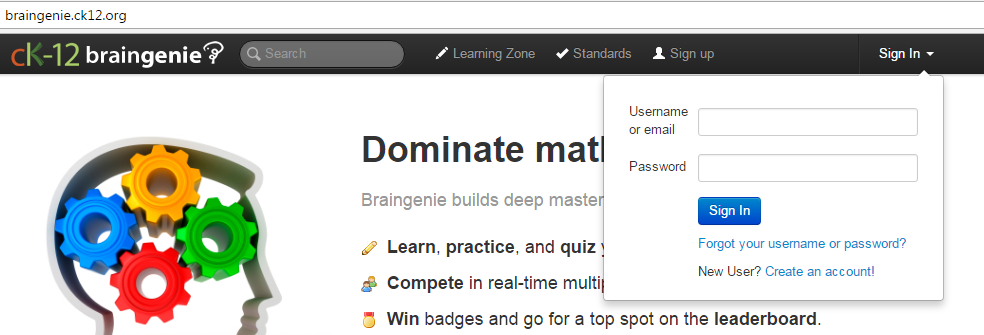 braingenie.ck12.org
cK-12 braingenie Search Learning Zone Standards Sign up Sign In
Username
or email
Password
Sign In
Forgot your username or password?
New User? Create an account!
Dominate math
Braingenie builds deep master
Learn, practice, and quiz
Compete in real-time multip
Win badges and go for a top spot on the leaderboard.